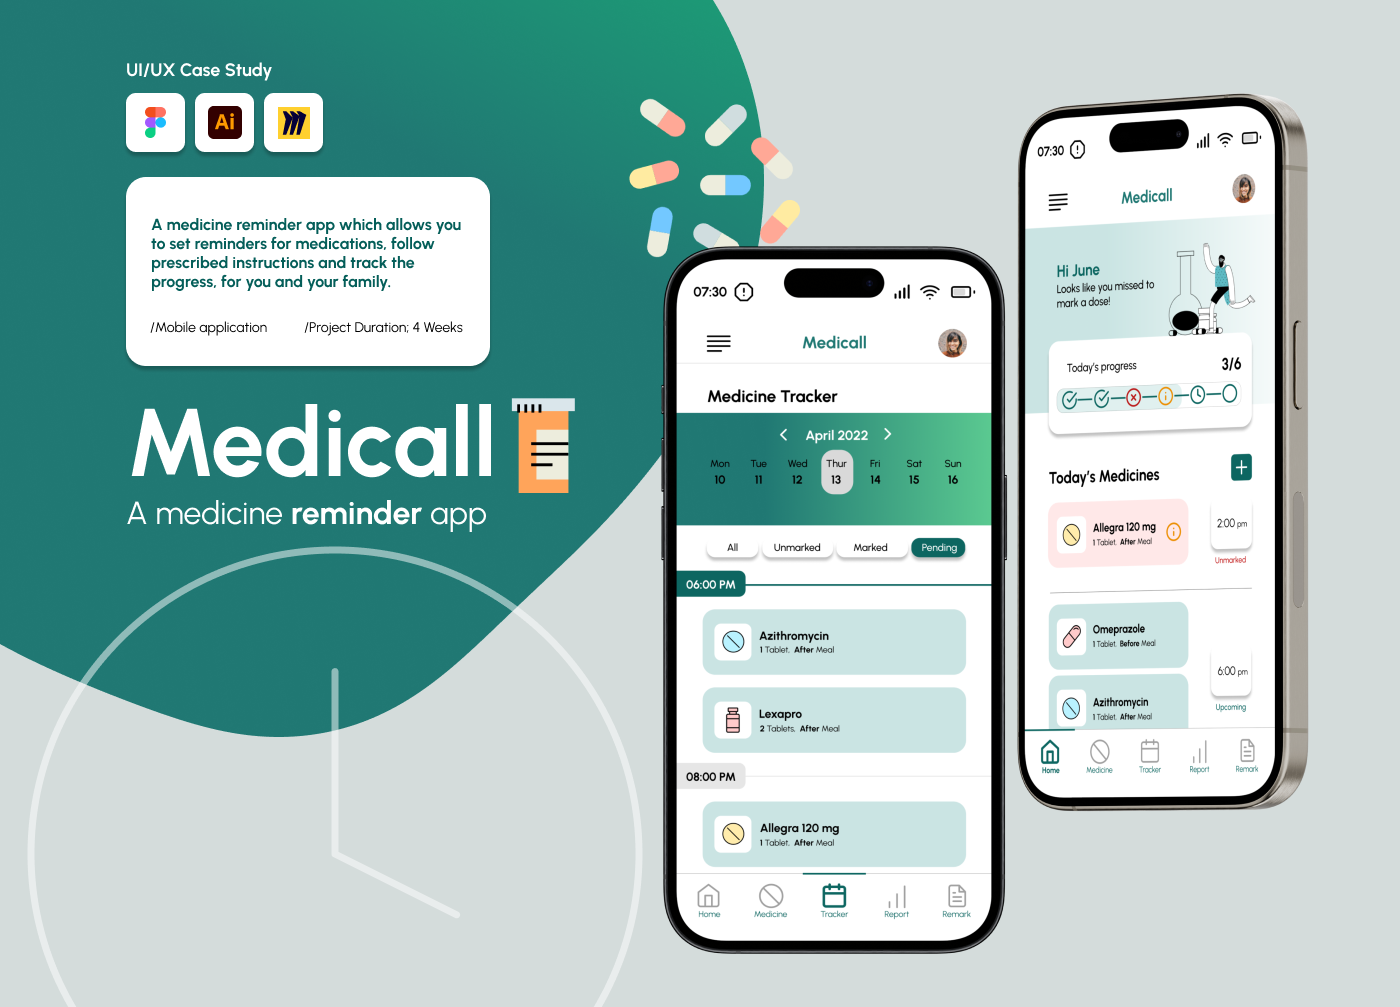 UI/UX Case Study
Ai
A medicine reminder app which allows you
to set reminders for medications, follow
prescribed instructions and track the
progress, for you and your family.
/Mobile application
/Project Duration; 4 Weeks
Medicall
A medicine reminder app
07:30
Medicall
Medicine Tracker
April 2022
Mon Tue Wed Thur Fri Sat Sun
10 11 12 13 14 15 16
All Unmarked Marked Pending
06:00 PM
Azithromycin
1 Tablet. After Meal
Lexapro
2 Tablets. After Meal
08:00 PM
Allegra 120 mg
1 Tablet. After Meal
Home Medicine Tracker Report Remark
07:30
Medicall
Hi June
Looks like you missed to
mark a dose!
Today's progress 3/6
Today's Medicines
Allegra 120 mg
1 Tablet. After Meal
2:00 pm
Unmarked
Omeprazole
1 Tablet. Before Meal
6:00 pm
Upcoming
Azithromycin
1 Tablet. After Meal
Home Medicine Tracker Report Remark